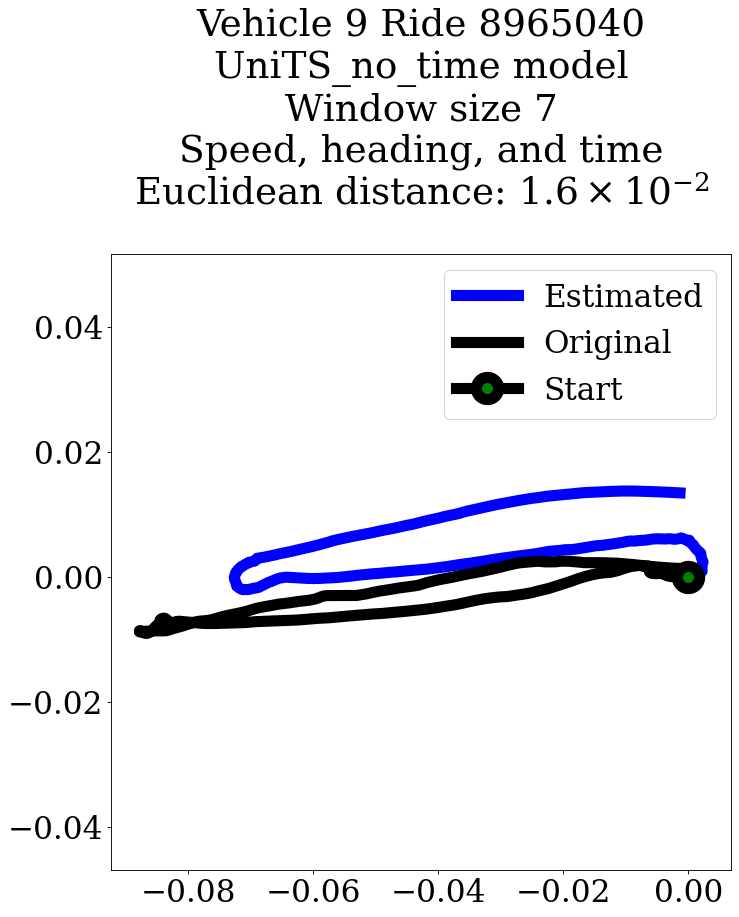 Vehicle 9 Ride 8965040
UniTS_no_time model
Window size 7
Speed, heading, and time
Euclidean distance: 1.6 × 10⁻²
Estimated
Original
Start
0.04
0.02
0.00
−0.02
−0.04
−0.08 −0.06 −0.04 −0.02 0.00